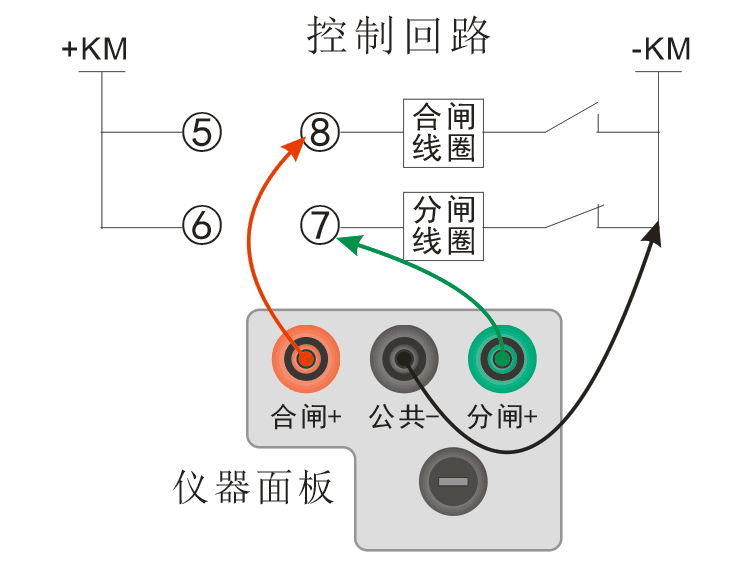 控制回路
+KM
-KM
⑤
⑧
合闸
线圈
⑥
⑦
分闸
线圈
合闸+
公共-
分闸+
仪器面板